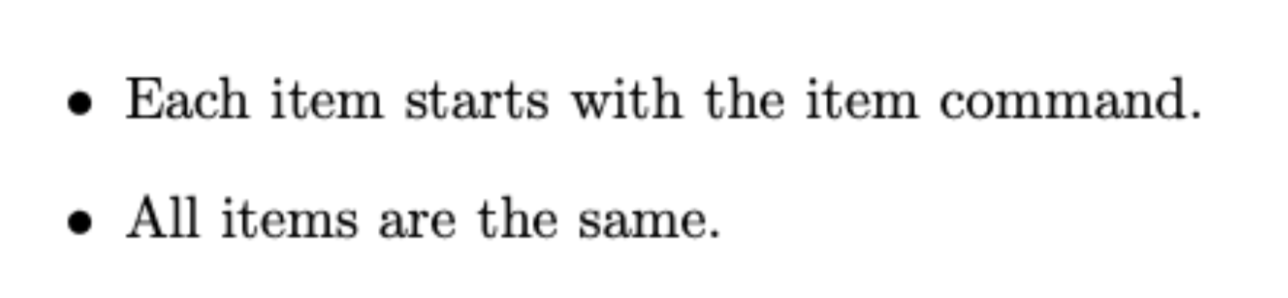 • Each item starts with the item command.
• All items are the same.